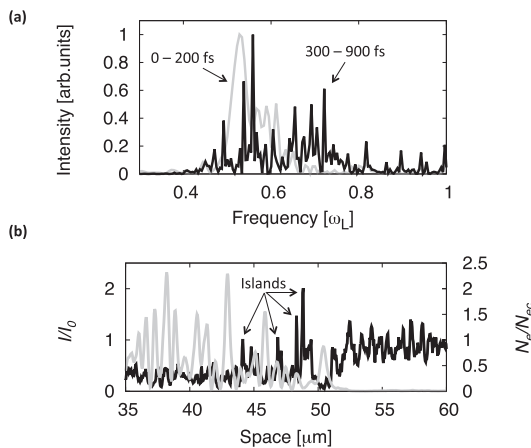 (a)
Intensity [arb.units]
1
0.8
0.6
0.4
0.2
0
0 – 200 fs
300 – 900 fs
0.4
0.6
0.8
1
Frequency [ω_L]
(b)
I/I₀
2
1
0
Islands
2.5
2
1.5
1
0.5
0
Nₑ/N_ec
35
40
45
50
55
60
Space [μm]